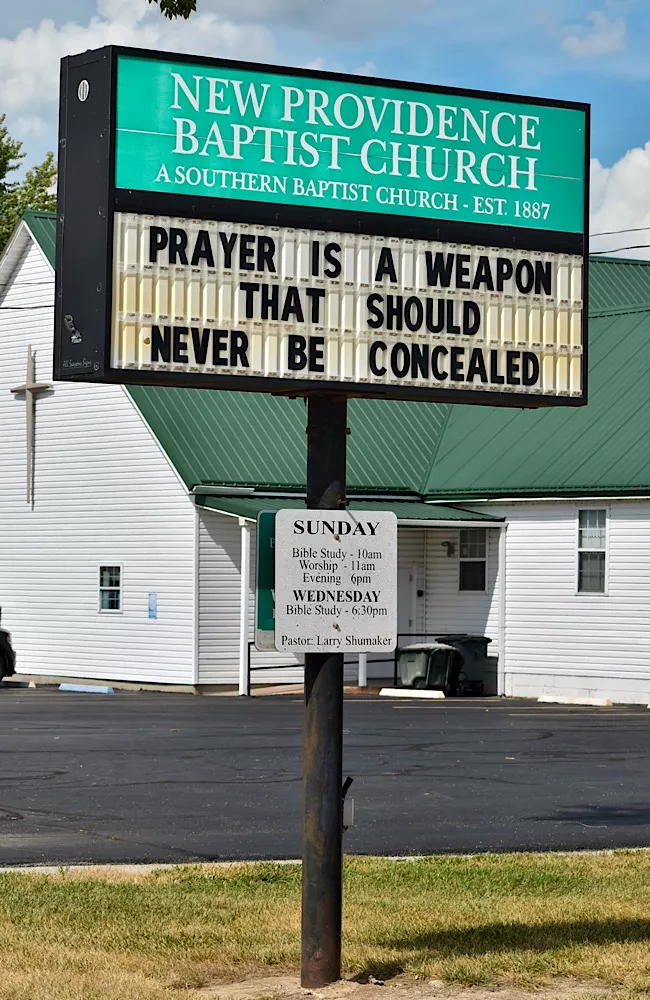 NEW PROVIDENCE
BAPTIST CHURCH
A SOUTHERN BAPTIST CHURCH - EST. 1887
PRAYER IS A WEAPON
THAT SHOULD
NEVER BE CONCEALED
SUNDAY
Bible Study - 10am
Worship - 11am
Evening 6pm
WEDNESDAY
Bible Study - 6:30pm
Pastor: Larry Shumaker